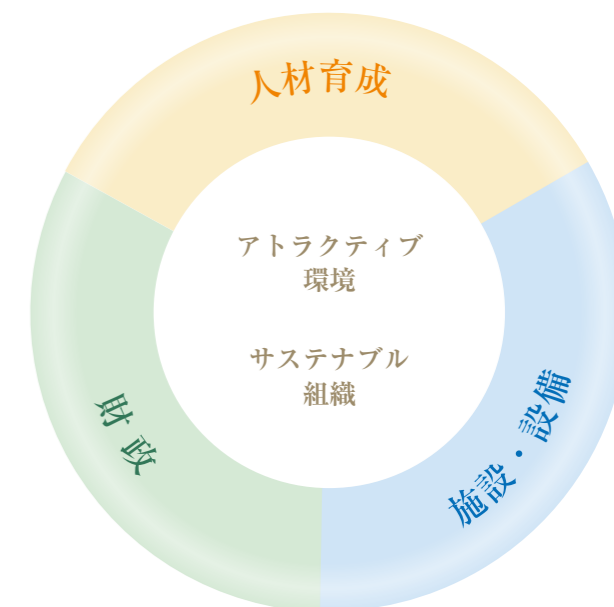 人材育成
アトラクティブ
環境
サステナブル
組織
財政
施設・設備